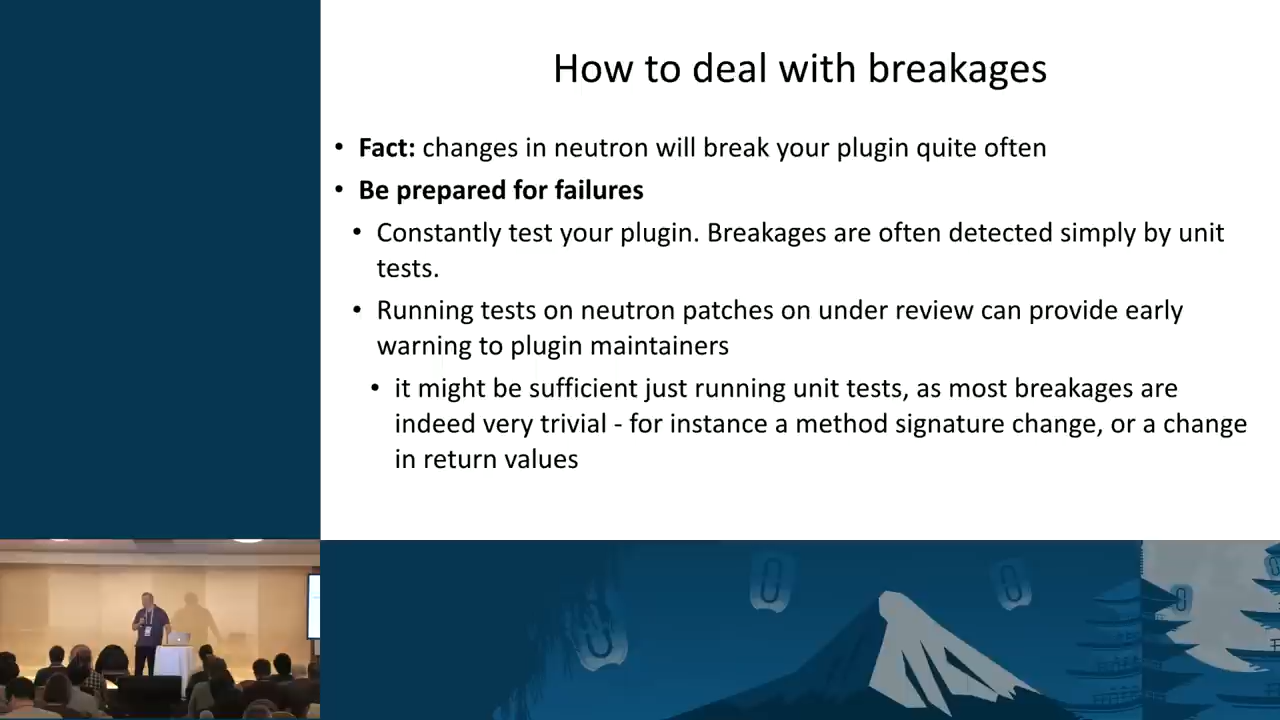 How to deal with breakages
• Fact: changes in neutron will break your plugin quite often
• Be prepared for failures
• Constantly test your plugin. Breakages are often detected simply by unit
tests.
• Running tests on neutron patches on under review can provide early
warning to plugin maintainers
• it might be sufficient just running unit tests, as most breakages are
indeed very trivial - for instance a method signature change, or a change
in return values